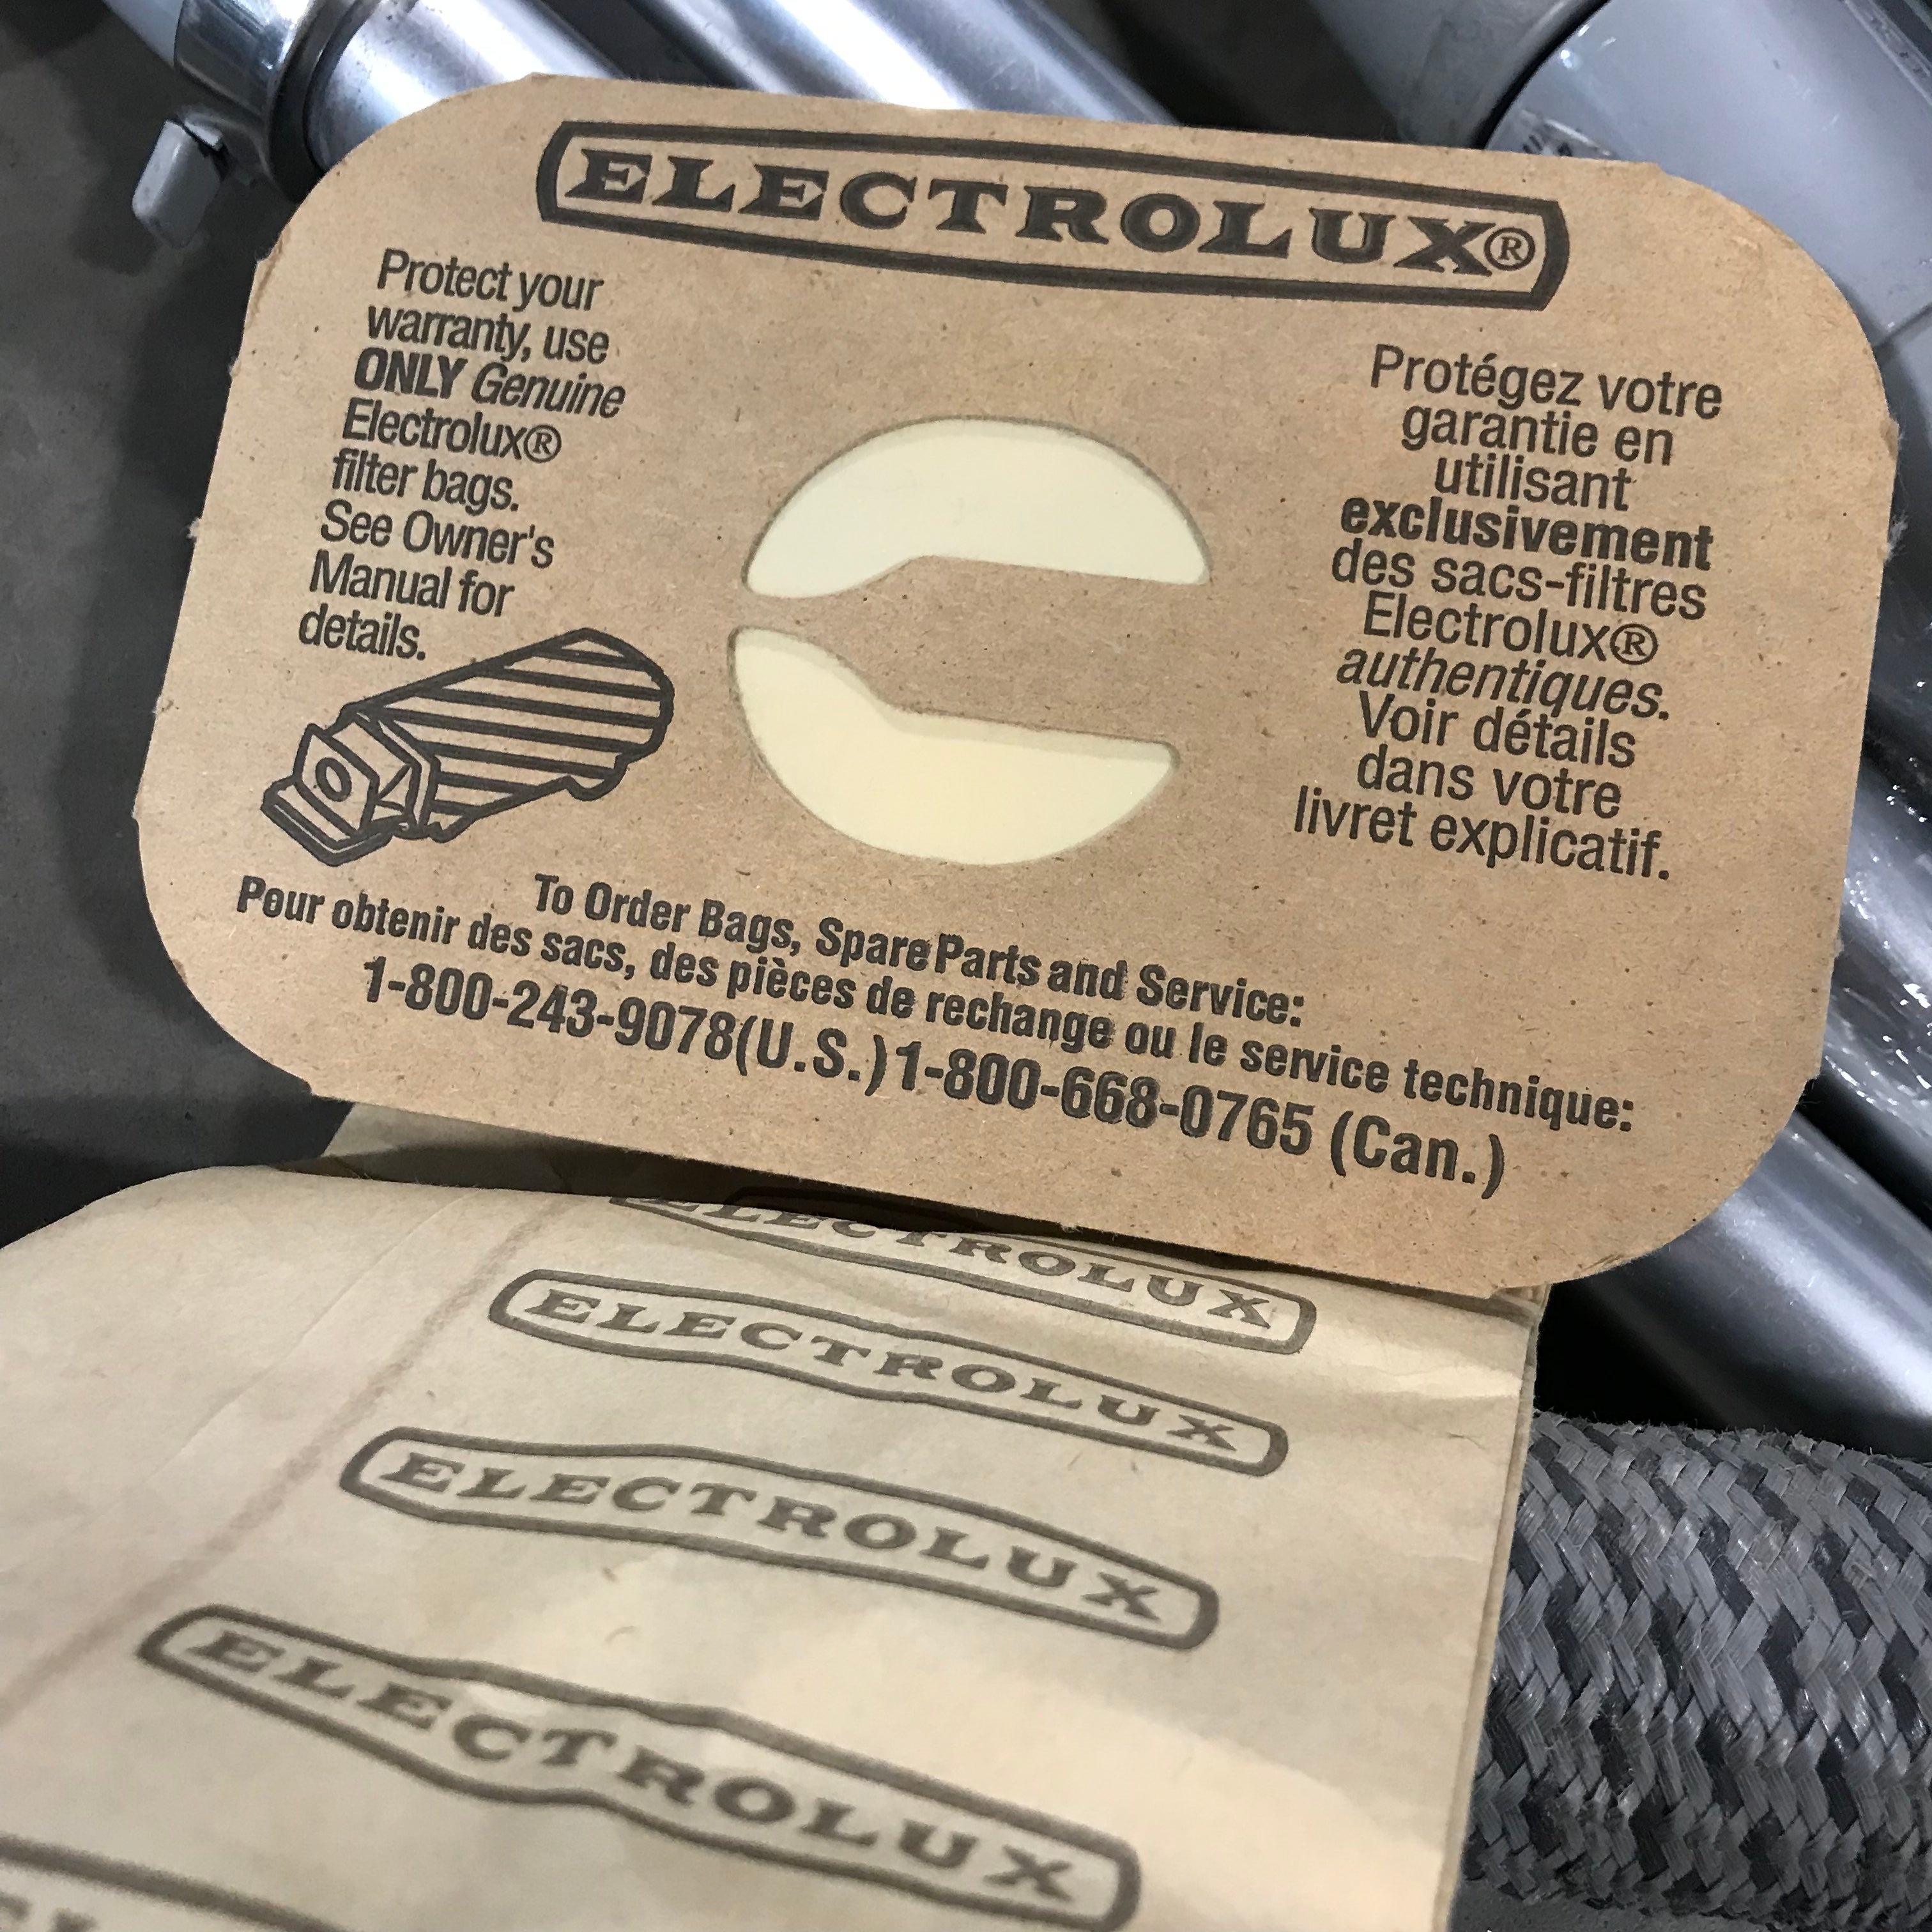 ELECTROLUX®
Protect your
warranty, use
ONLY Genuine
Electrolux®
filter bags.
See Owner's
Manual for
details.
Protégez votre
garantie en
utilisant
exclusivement
des sacs-filtres
Electrolux®
authentiques.
Voir détails
dans votre
livret explicatif.
To Order Bags, Spare Parts and Service:
Pour obtenir des sacs, des pièces de rechange ou le service technique:
1-800-243-9078(U.S.)1-800-668-0765 (Can.)
ELECTROLUX
ELECTROLUX
ELECTROLUX
ELECTROLUX